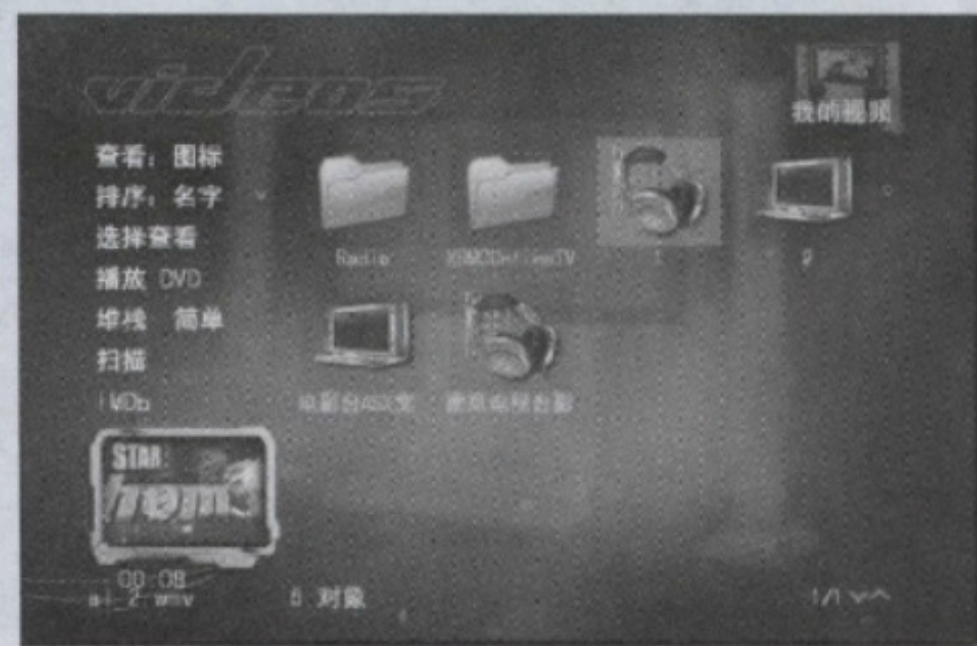 videos
我的视频
查看：图标
排序：名字
选择查看
播放 DVD
堆栈 简单
扫描
Radio
1
2
STAR
00:08
6 对象
1/1